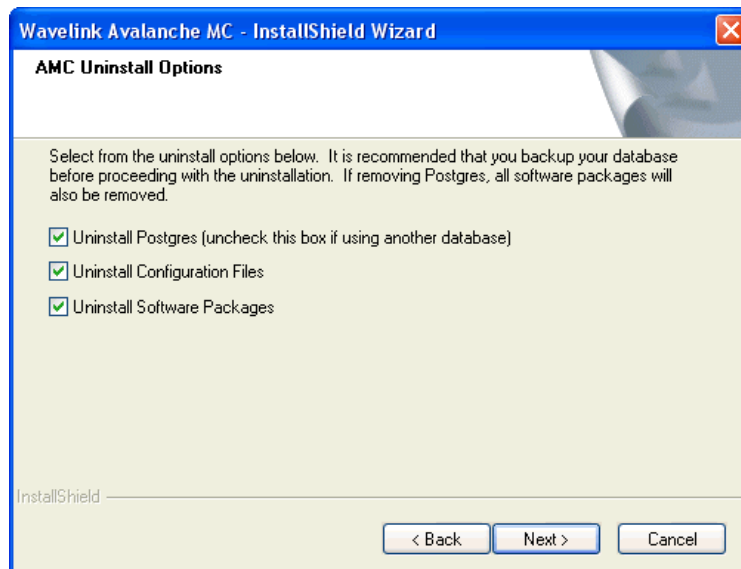 Wavelink Avalanche MC - InstallShield Wizard
AMC Uninstall Options
Select from the uninstall options below. It is recommended that you backup your database
before proceeding with the uninstallation. If removing Postgres, all software packages will
also be removed.
Uninstall Postgres (uncheck this box if using another database)
Uninstall Configuration Files
Uninstall Software Packages
InstallShield
< Back Next > Cancel